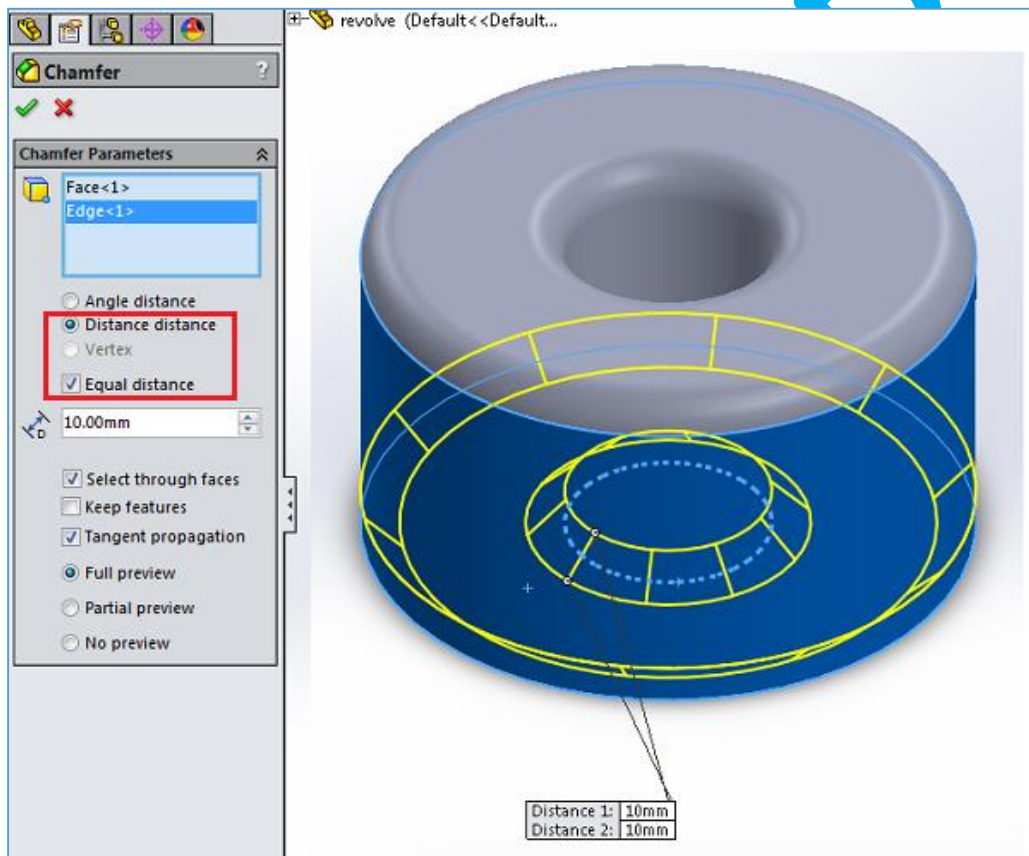 revolve (Default<<Default...
Chamfer ?
Chamfer Parameters
Face<1>
Edge<1>
Angle distance
Distance distance
Vertex
Equal distance
D
10.00mm
Select through faces
Keep features
Tangent propagation
Full preview
Partial preview
No preview
Distance 1: 10mm
Distance 2: 10mm